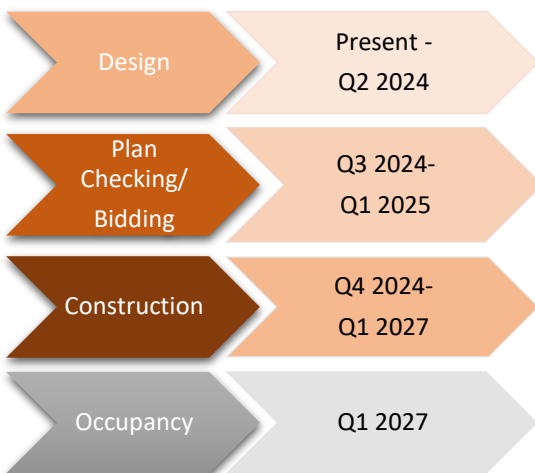 Design
Present -
Q2 2024
Plan
Checking/
Bidding
Q3 2024-
Q1 2025
Construction
Q4 2024-
Q1 2027
Occupancy
Q1 2027